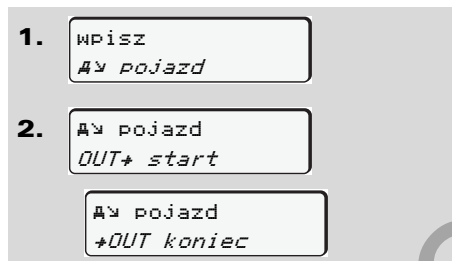 1. wpisz
pojazd
2. pojazd
OUT→ start
pojazd
→OUT koniec